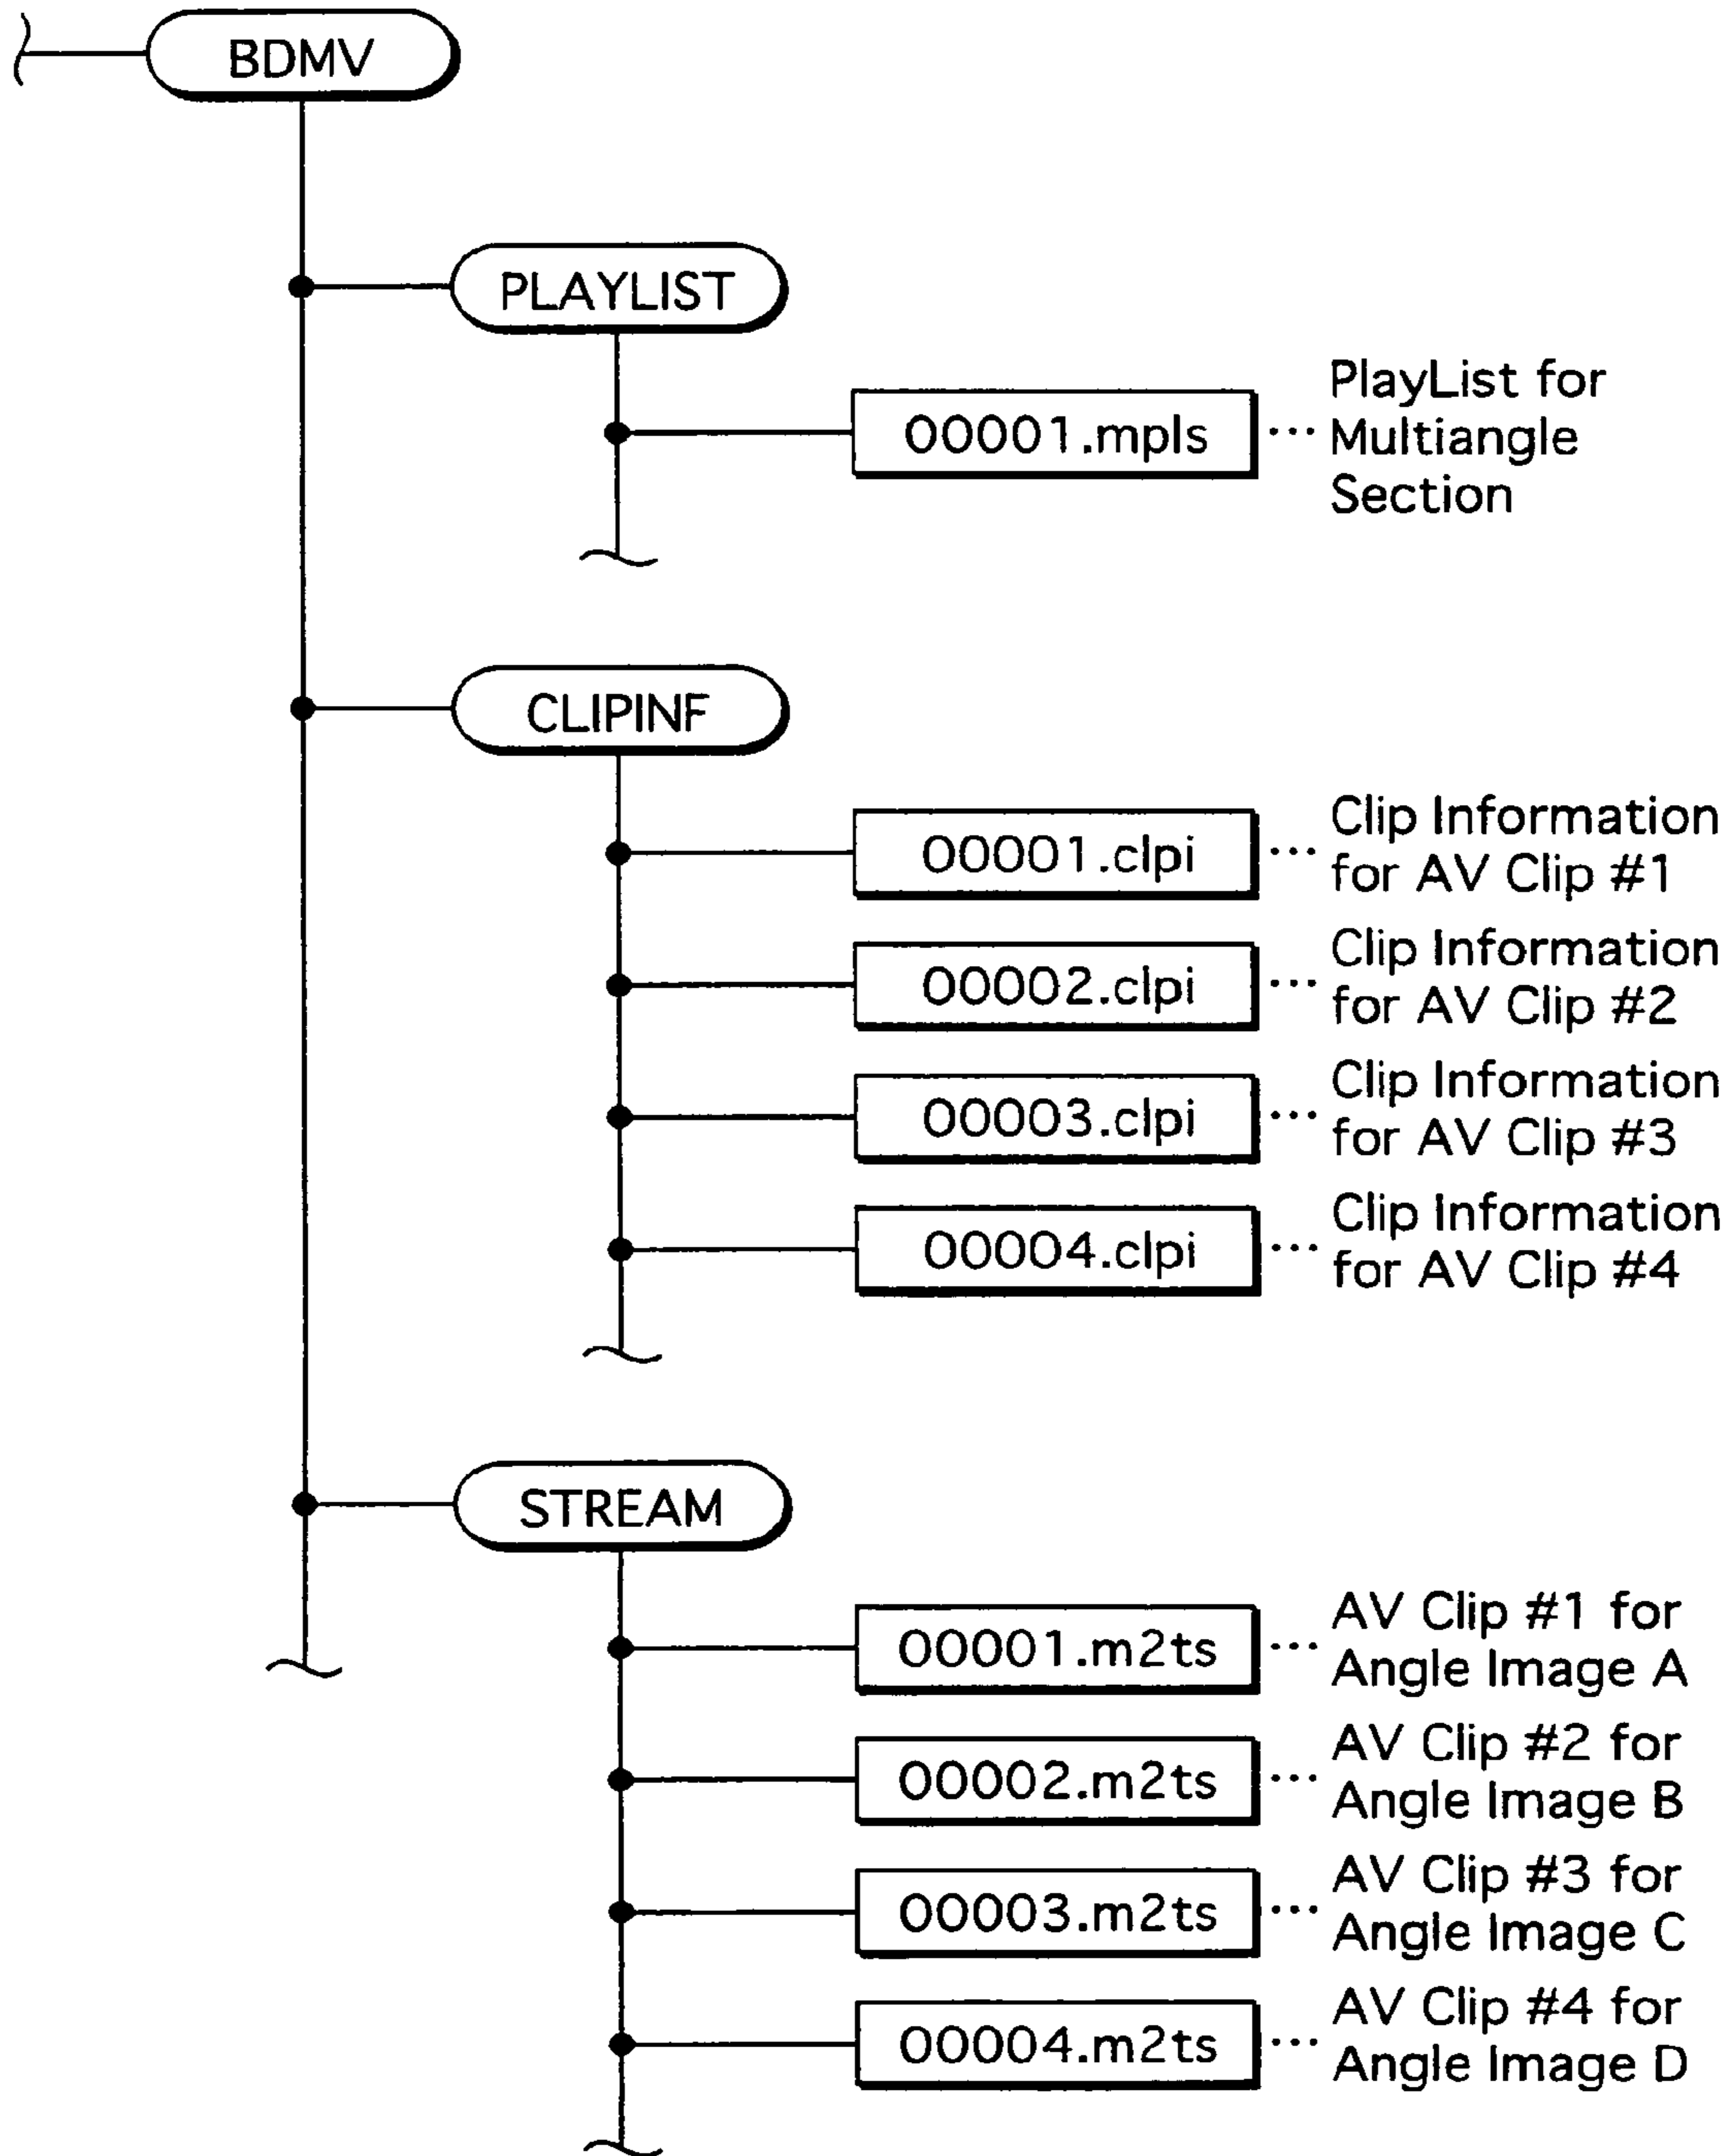 BDMV
PLAYLIST
00001.mpls
··· PlayList for
Multiangle
Section
CLIPINF
00001.clpi
··· Clip Information
for AV Clip #1
00002.clpi
··· Clip Information
for AV Clip #2
00003.clpi
··· Clip Information
for AV Clip #3
00004.clpi
··· Clip Information
for AV Clip #4
STREAM
00001.m2ts
··· AV Clip #1 for
Angle Image A
00002.m2ts
··· AV Clip #2 for
Angle Image B
00003.m2ts
··· AV Clip #3 for
Angle Image C
00004.m2ts
··· AV Clip #4 for
Angle Image D